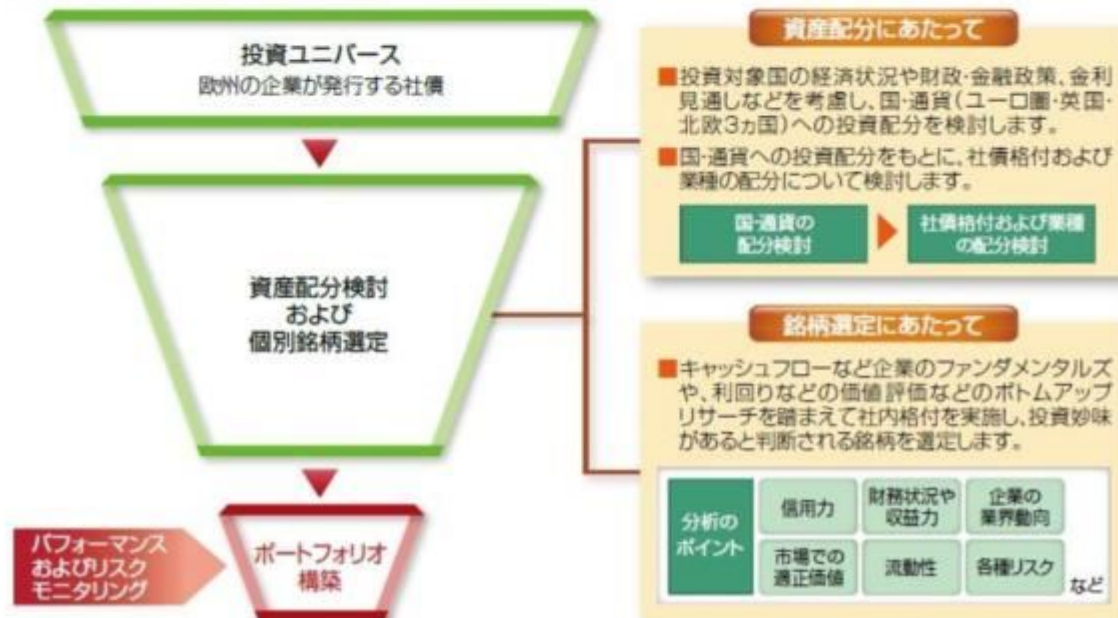 投資ユニバース
欧州の企業が発行する社債
資産配分検討
および
個別銘柄選定
パフォーマンス
およびリスク
モニタリング
ポートフォリオ
構築
資産配分にあたって
■投資対象国の経済状況や財政・金融政策、金利
見通しなどを考慮し、国・通貨(ユーロ圏・英国・
北欧3ヵ国)への投資配分を検討します。
■国・通貨への投資配分をもとに、社債格付および
業種の配分について検討します。
国・通貨の
配分検討
社債格付および業種
の配分検討
銘柄選定にあたって
■キャッシュフローなど企業のファンダメンタルズ
や、利回りなどの価値評価などのボトムアップ
リサーチを踏まえて社内格付を実施し、投資妙味
があると判断される銘柄を選定します。
分析の
ポイント
信用力
財務状況や
収益力
企業の
業界動向
市場での
適正価値
流動性
各種リスク
など